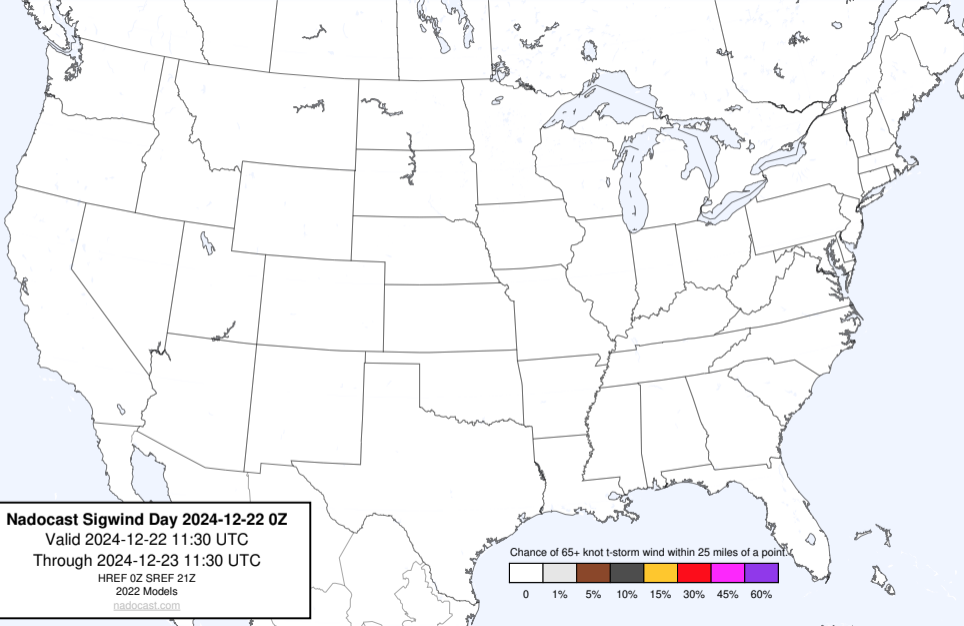 Nadocast Sigwind Day 2024-12-22 0Z
Valid 2024-12-22 11:30 UTC
Through 2024-12-23 11:30 UTC
HREF 0Z SREF 21Z
2022 Models
nadocast.com
Chance of 65+ knot t-storm wind within 25 miles of a point.
0 1% 5% 10% 15% 30% 45% 60%